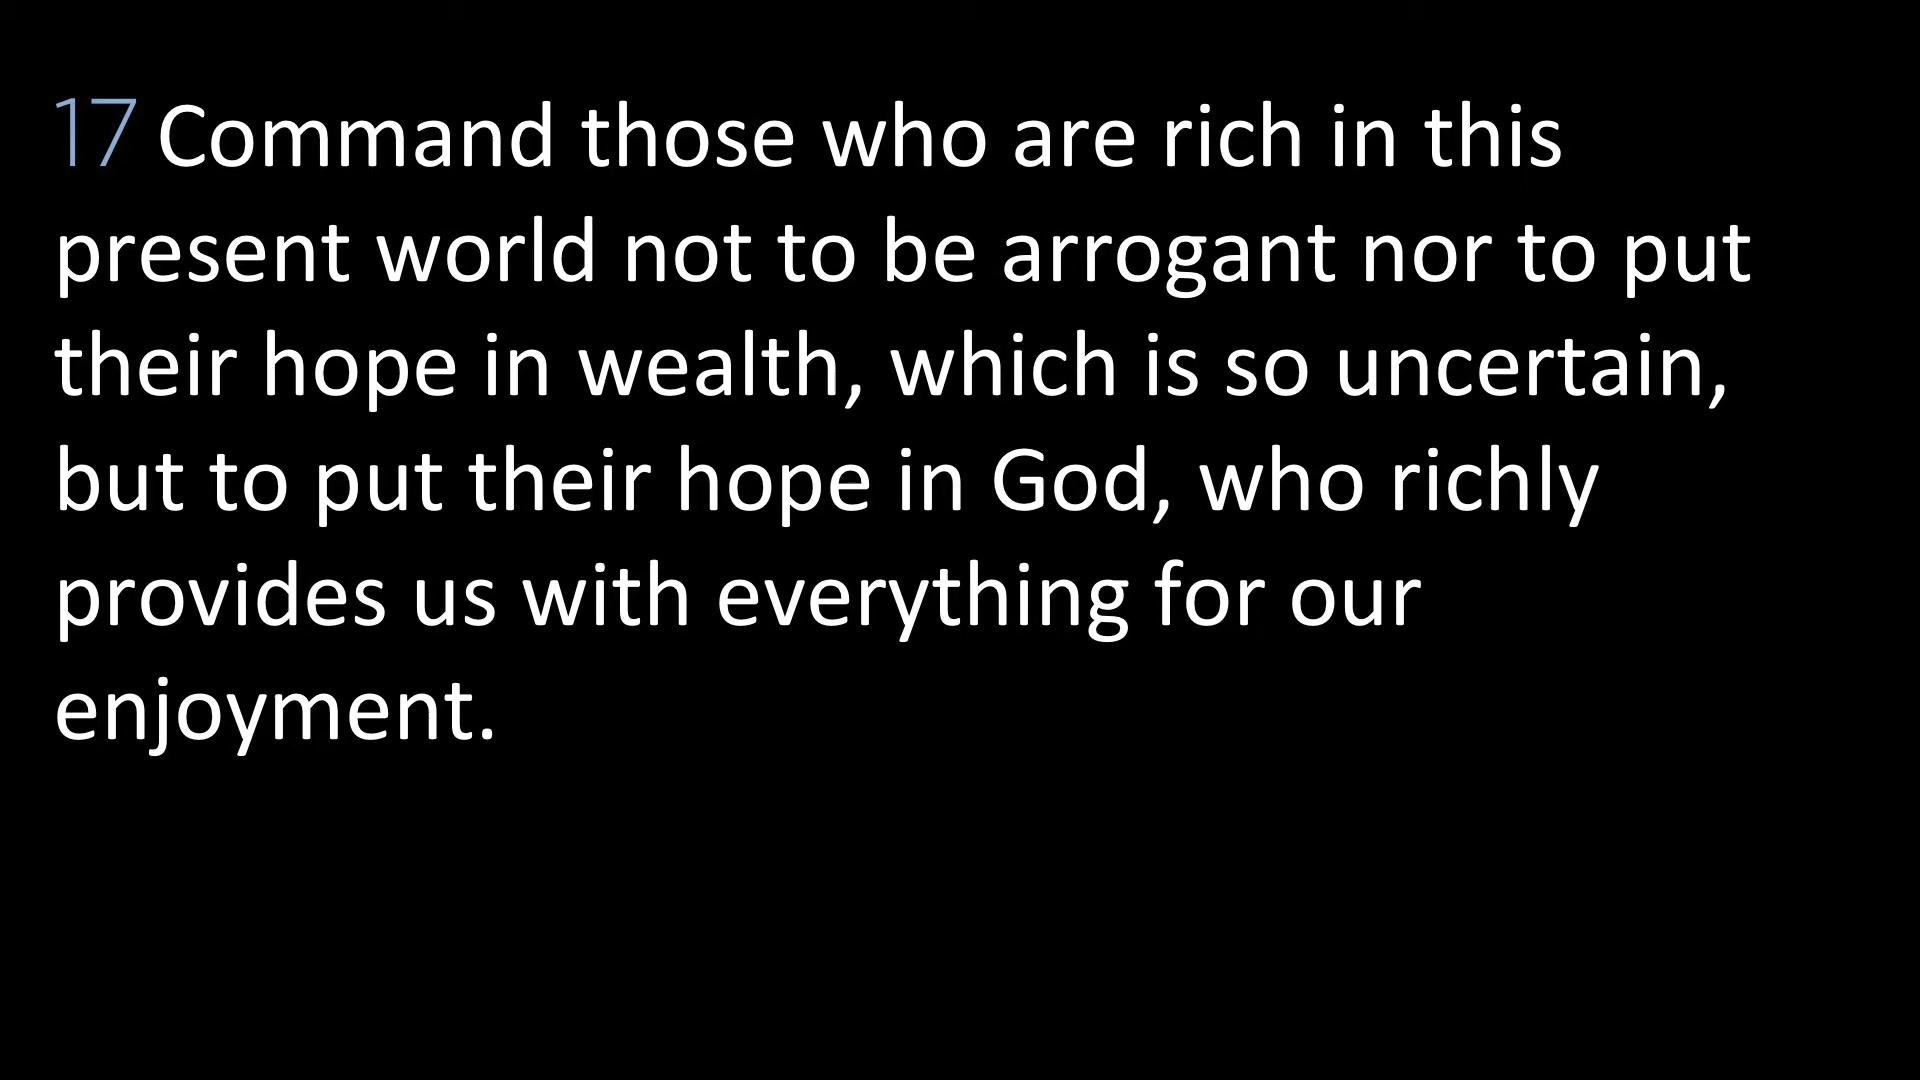 17 Command those who are rich in this
present world not to be arrogant nor to put
their hope in wealth, which is so uncertain,
but to put their hope in God, who richly
provides us with everything for our
enjoyment.